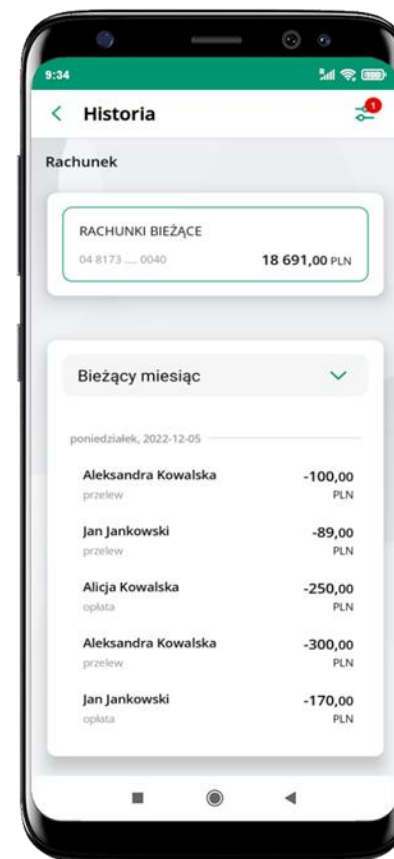 9:34
Historia
1
Rachunek
RACHUNKI BIEŻĄCE
04 8173 .... 0040 18 691,00 PLN
Bieżący miesiąc
poniedziałek, 2022-12-05
Aleksandra Kowalska -100,00
przelew PLN
Jan Jankowski -89,00
przelew PLN
Alicja Kowalska -250,00
opłata PLN
Aleksandra Kowalska -300,00
przelew PLN
Jan Jankowski -170,00
opłata PLN